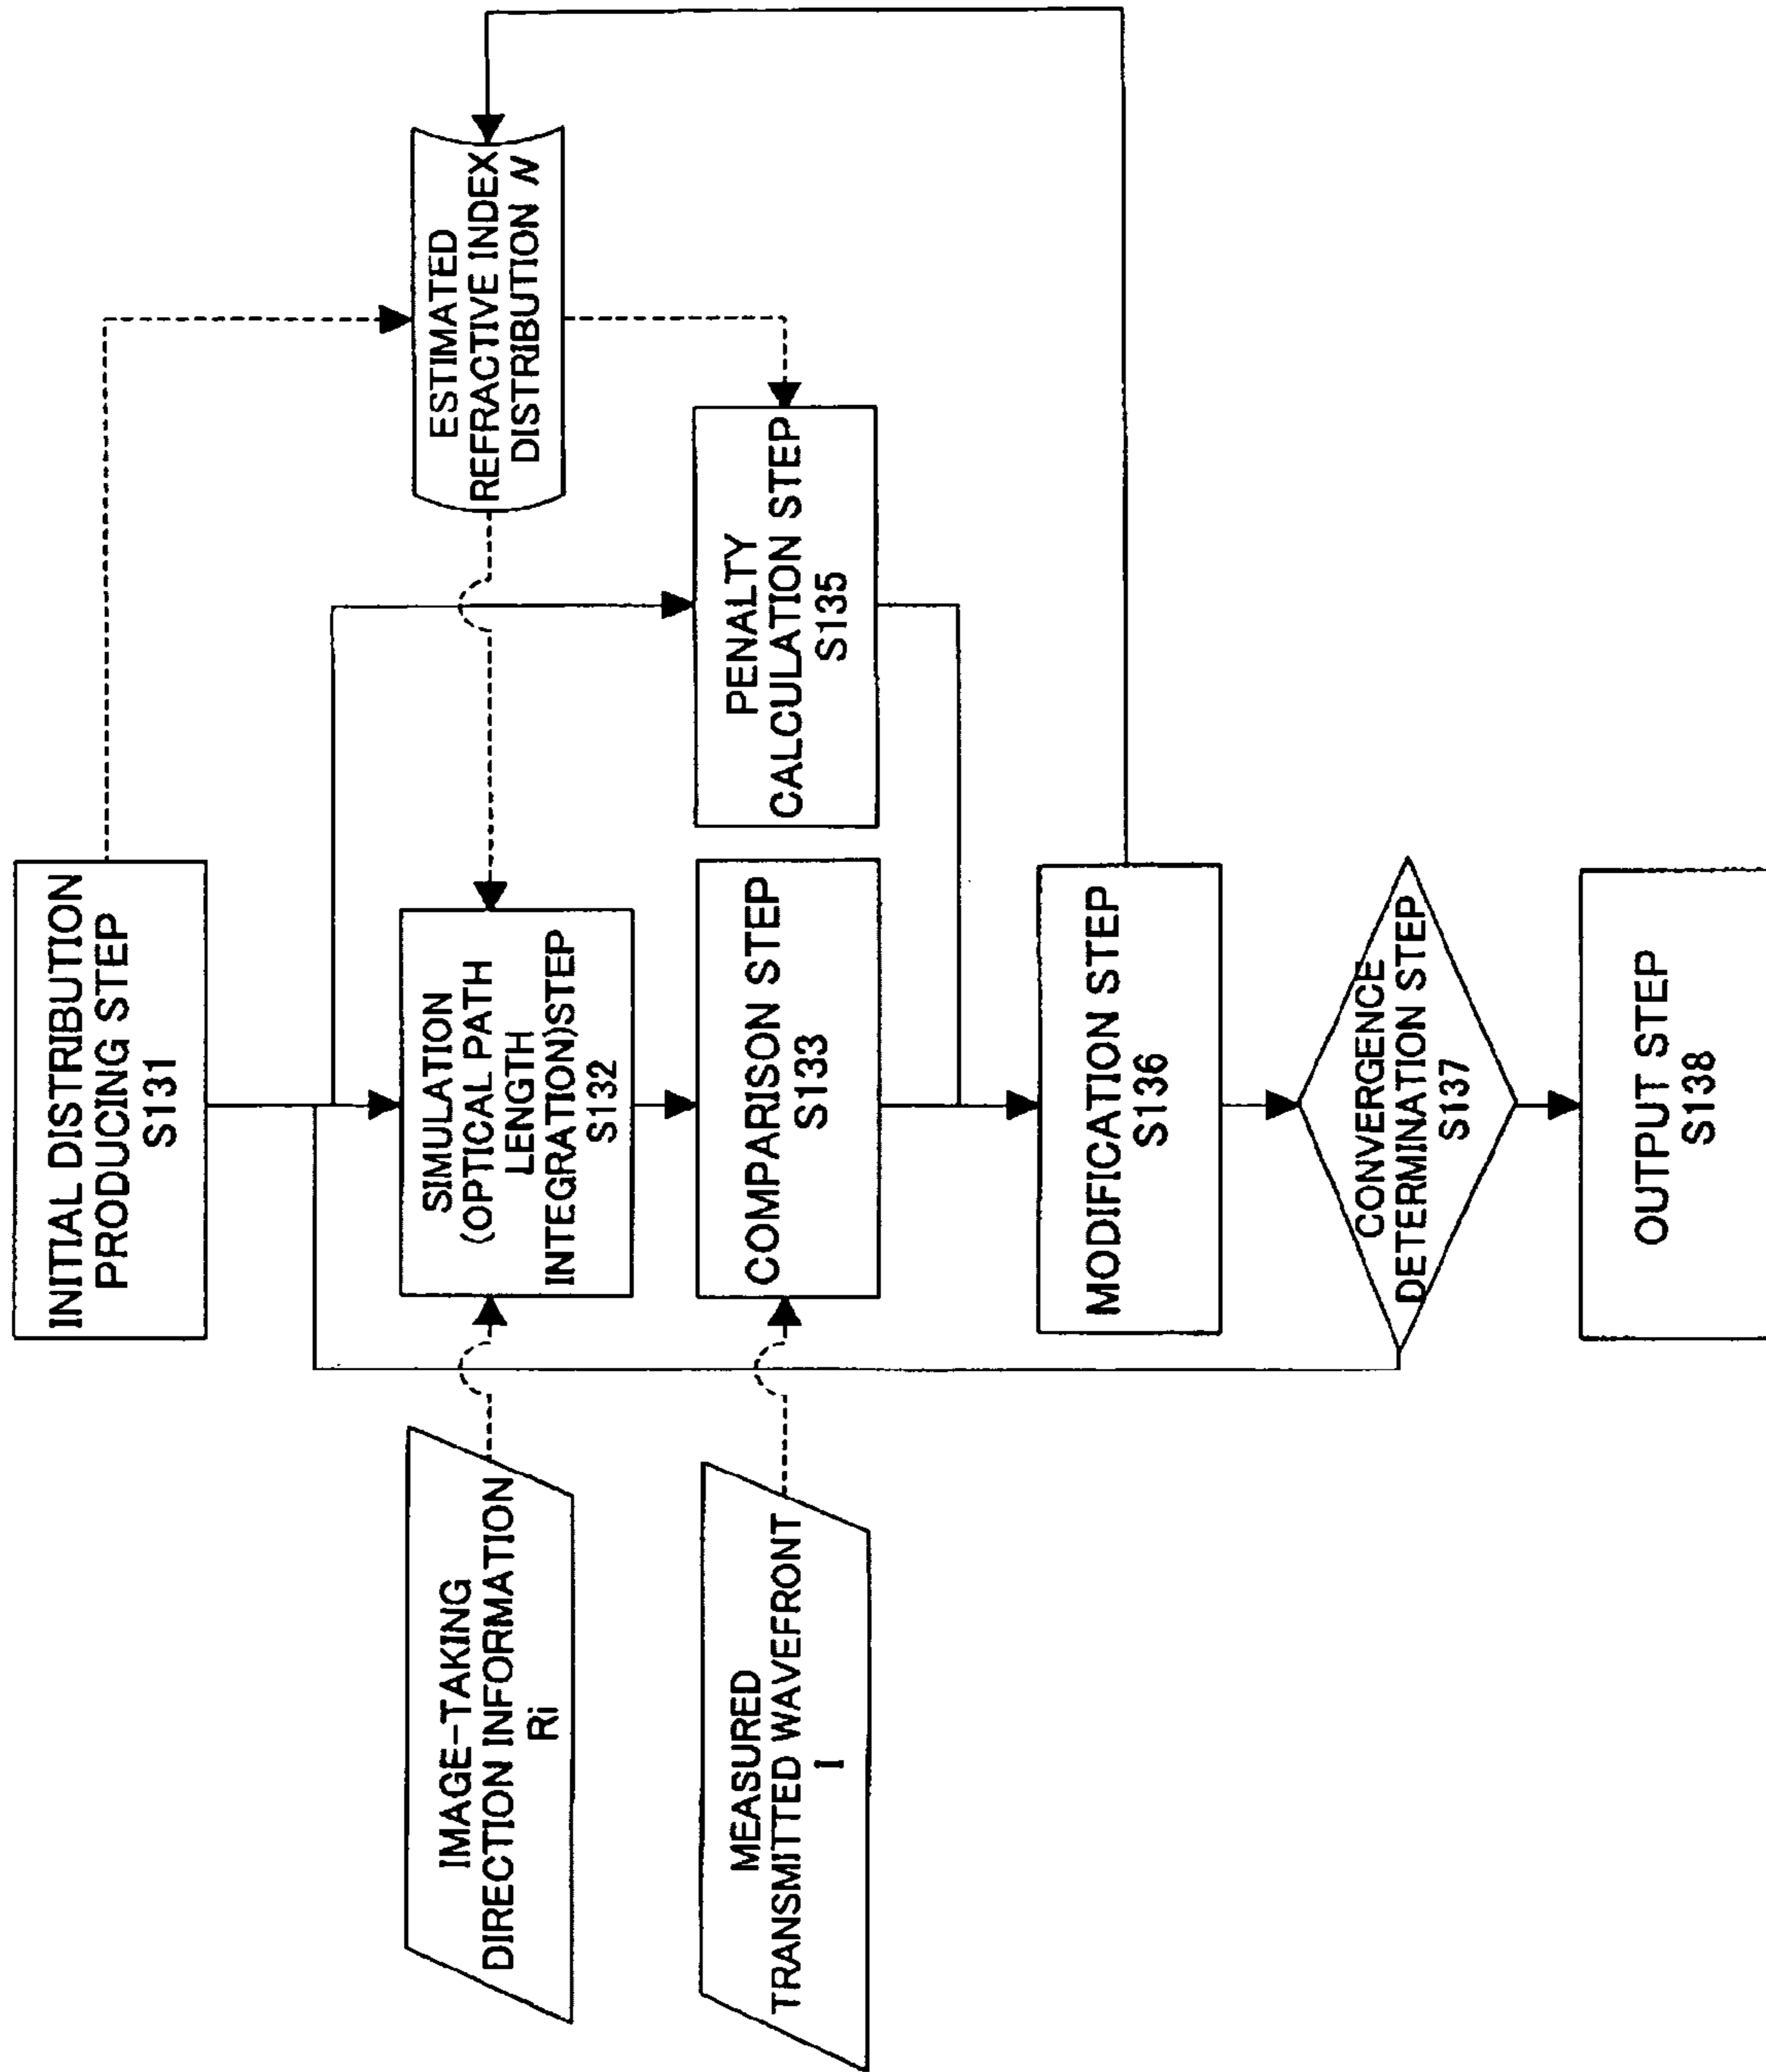 INITIAL DISTRIBUTION
PRODUCING STEP
S131
IMAGE-TAKING
DIRECTION INFORMATION
Ri
SIMULATION
(OPTICAL PATH
LENGTH
INTEGRATION)STEP
S132
ESTIMATED
REFRACTIVE INDEX
DISTRIBUTION N
MEASURED
TRANSMITTED WAVEFRONT
I
COMPARISON STEP
S133
PENALTY
CALCULATION STEP
S135
MODIFICATION STEP
S136
CONVERGENCE
DETERMINATION STEP
S137
OUTPUT STEP
S138